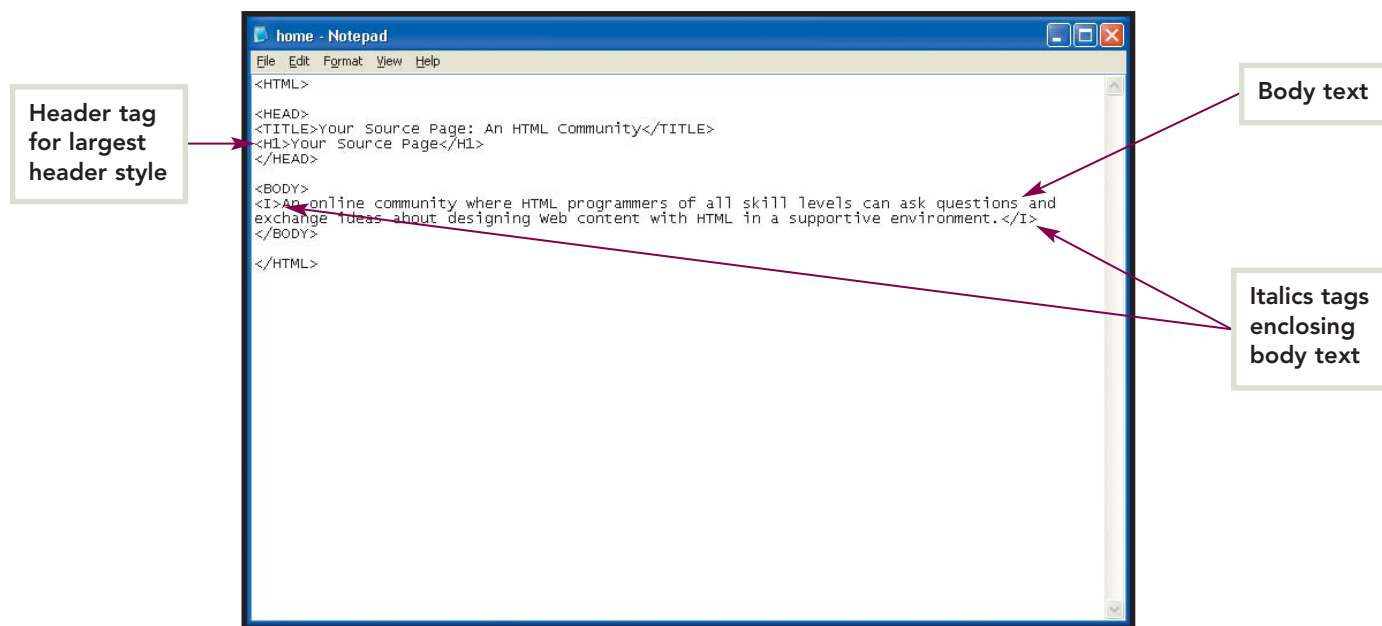 home - Notepad
File Edit Format View Help
<HTML>
<HEAD>
<TITLE>Your Source Page: An HTML Community</TITLE>
<H1>Your Source Page</H1>
</HEAD>
<BODY>
<I>An online community where HTML programmers of all skill levels can ask questions and
exchange ideas about designing Web content with HTML in a supportive environment.</I>
</BODY>
</HTML>
Header tag
for largest
header style
Body text
Italics tags
enclosing
body text